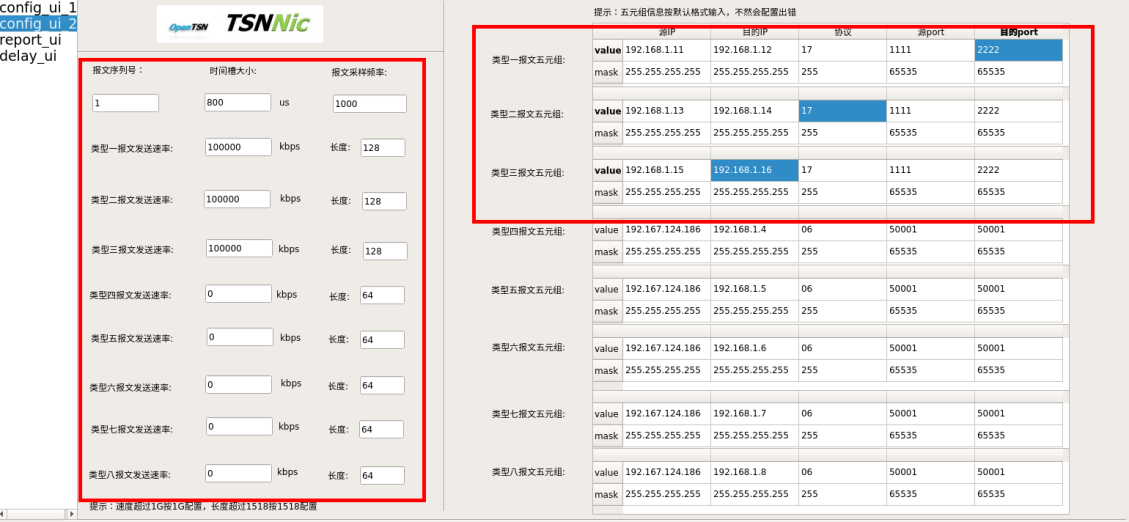 config_ui_1
config_ui_2
report_ui
delay_ui
OpenTSN TSNNic
报文序列号： 时间槽大小: 报文采样频率:
1 800 us 1000
类型一报文发送速率: 100000 kbps 长度: 128
类型二报文发送速率: 100000 kbps 长度: 128
类型三报文发送速率: 100000 kbps 长度: 128
类型四报文发送速率: 0 kbps 长度: 64
类型五报文发送速率: 0 kbps 长度: 64
类型六报文发送速率: 0 kbps 长度: 64
类型七报文发送速率: 0 kbps 长度: 64
类型八报文发送速率: 0 kbps 长度: 64
提示：速度超过1G按1G配置，长度超过1518按1518配置
提示：五元组信息按默认格式输入，不然会配置出错
源IP 目的IP 协议 源port 目的port
类型一报文五元组:
value 192.168.1.11 192.168.1.12 17 1111 2222
mask 255.255.255.255 255.255.255.255 255 65535 65535
类型二报文五元组:
value 192.168.1.13 192.168.1.14 17 1111 2222
mask 255.255.255.255 255.255.255.255 255 65535 65535
类型三报文五元组:
value 192.168.1.15 192.168.1.16 17 1111 2222
mask 255.255.255.255 255.255.255.255 255 65535 65535
类型四报文五元组:
value 192.167.124.186 192.168.1.4 06 50001 50001
mask 255.255.255.255 255.255.255.255 255 65535 65535
类型五报文五元组:
value 192.167.124.186 192.168.1.5 06 50001 50001
mask 255.255.255.255 255.255.255.255 255 65535 65535
类型六报文五元组:
value 192.167.124.186 192.168.1.6 06 50001 50001
mask 255.255.255.255 255.255.255.255 255 65535 65535
类型七报文五元组:
value 192.167.124.186 192.168.1.7 06 50001 50001
mask 255.255.255.255 255.255.255.255 255 65535 65535
类型八报文五元组:
value 192.167.124.186 192.168.1.8 06 50001 50001
mask 255.255.255.255 255.255.255.255 255 65535 65535